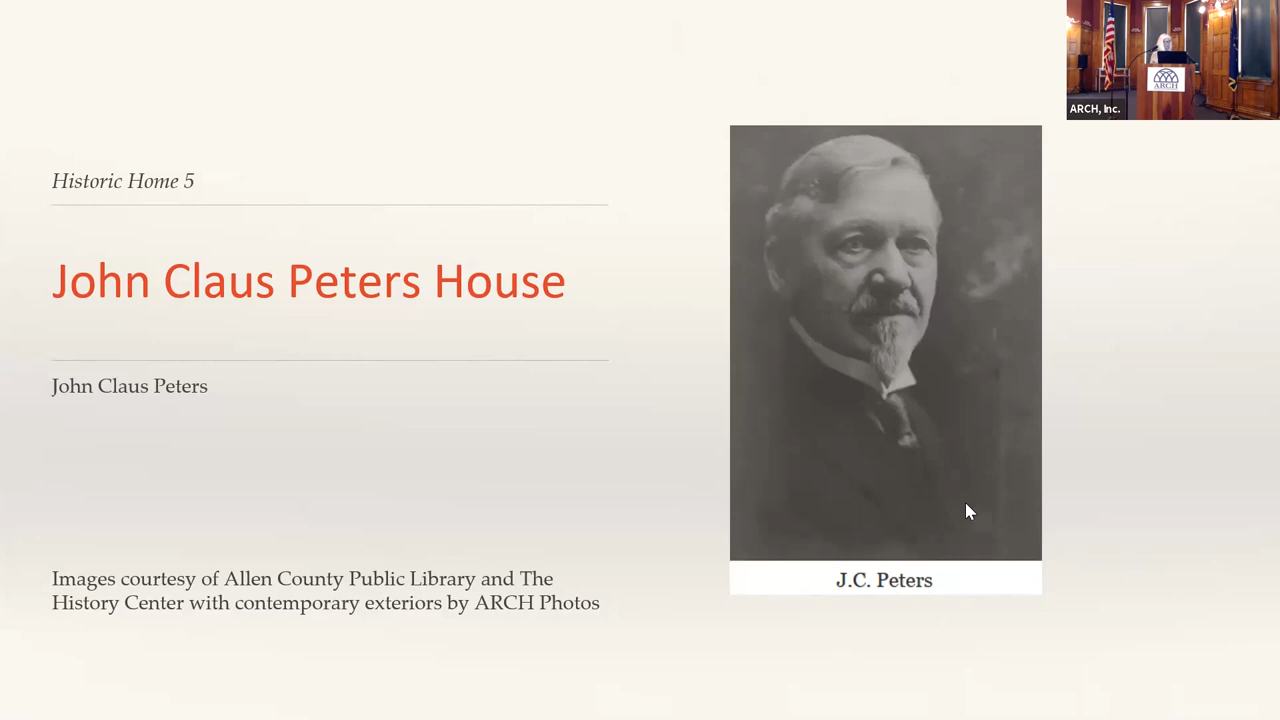 Historic Home 5
John Claus Peters House
John Claus Peters
Images courtesy of Allen County Public Library and The
History Center with contemporary exteriors by ARCH Photos
J.C. Peters
ARCH
ARCH, Inc.